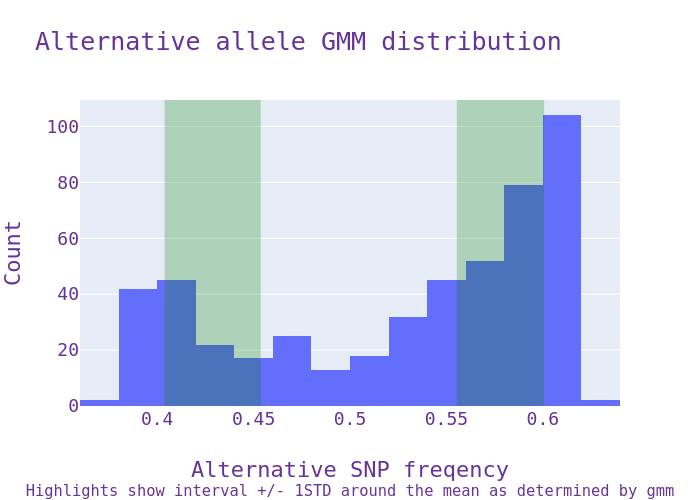 Alternative allele GMM distribution
Count
100
80
60
40
20
0
0.4
0.45
0.5
0.55
0.6
Alternative SNP freqency
Highlights show interval +/- 1STD around the mean as determined by gmm